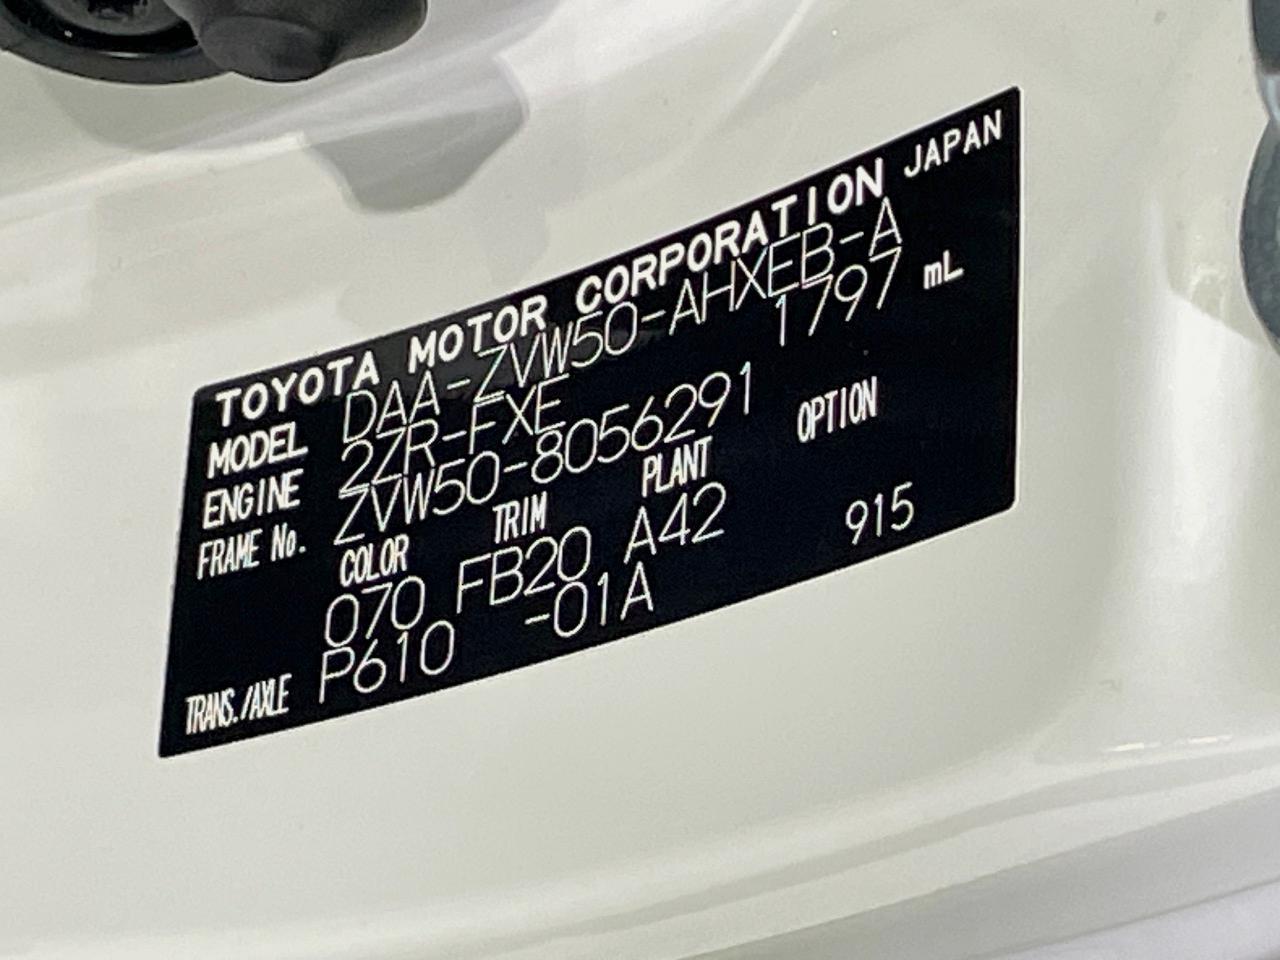 TOYOTA MOTOR CORPORATION JAPAN
MODEL DAA-ZVW50-AHXEB-A
ENGINE 2ZR-FXE 1797 mL
FRAME No. ZVW50-8056291
COLOR TRIM PLANT OPTION
070 FB20 A42 915
TRANS./AXLE P610 -01A